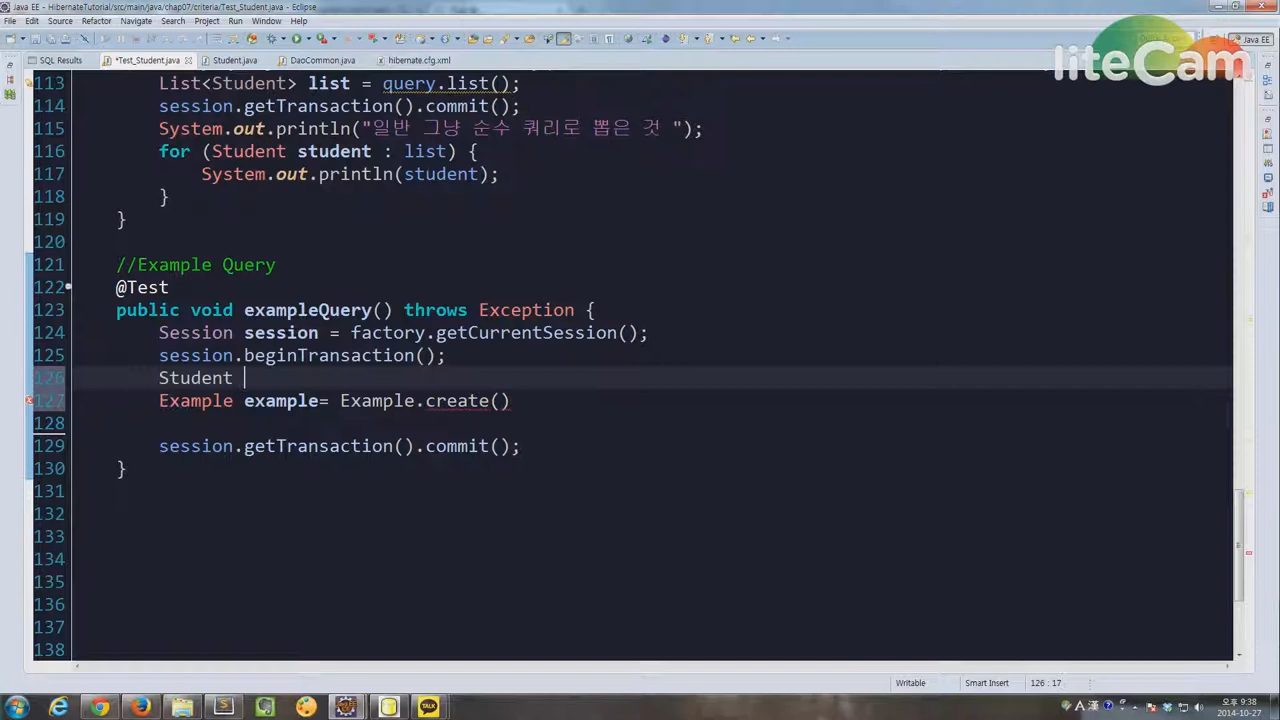 Java EE - HibernateTutorial/src/main/java/chap07/criteria/Test_Student.java - Eclipse
File Edit Source Refactor Navigate Search Project Run Window Help
Java EE
liteCam
SQL Results *Test_Student.java Student.java DaoCommon.java hibernate.cfg.xml
113 List<Student> list = query.list();
114 session.getTransaction().commit();
115 System.out.println("일반 그냥 순수 쿼리로 뽑은 것 ");
116 for (Student student : list) {
117 System.out.println(student);
118 }
119 }
120
121 //Example Query
122 @Test
123 public void exampleQuery() throws Exception {
124 Session session = factory.getCurrentSession();
125 session.beginTransaction();
126 Student
127 Example example= Example.create()
128
129 session.getTransaction().commit();
130 }
131
132
133
134
135
136
137
138
Writable Smart Insert 126 : 17
TALK
A 漢
오후 9:38
2014-10-27